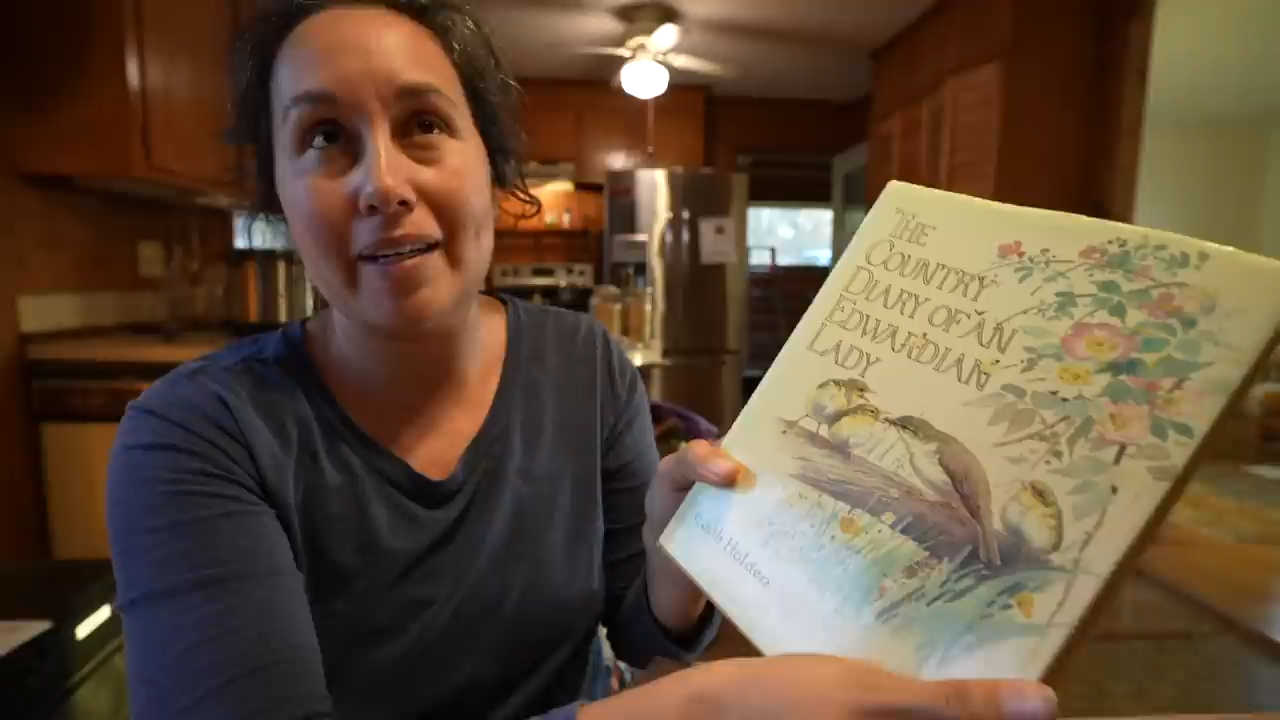 THE
COUNTRY
DIARY OF AN
EDWARDIAN
LADY
Edith Holden